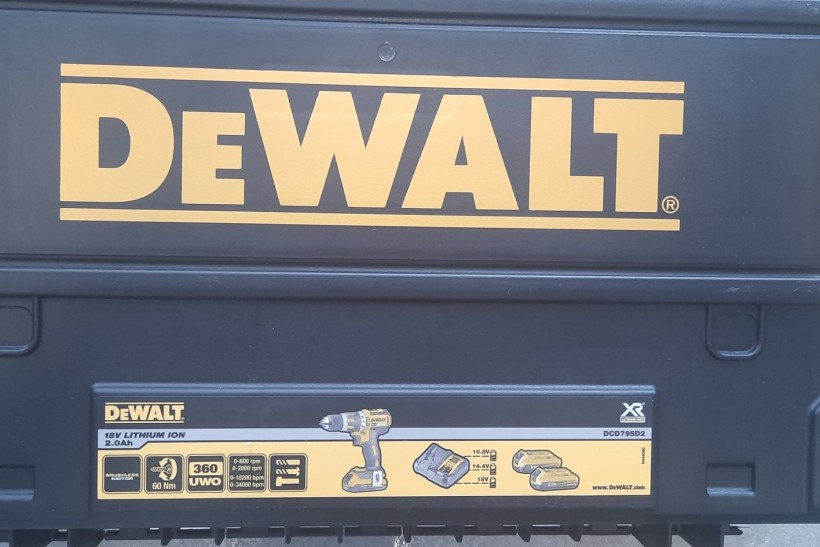 DEWALT®
DEWALT
XR
18V LITHIUM ION
2.0Ah
DCD795D2
BRUSHLESS
MOTOR
60 Nm
360
UWO
0-600 rpm
0-2000 rpm
0-10200 bpm
0-34000 bpm
10.8V
14.4V
18V
www.DEWALT.com